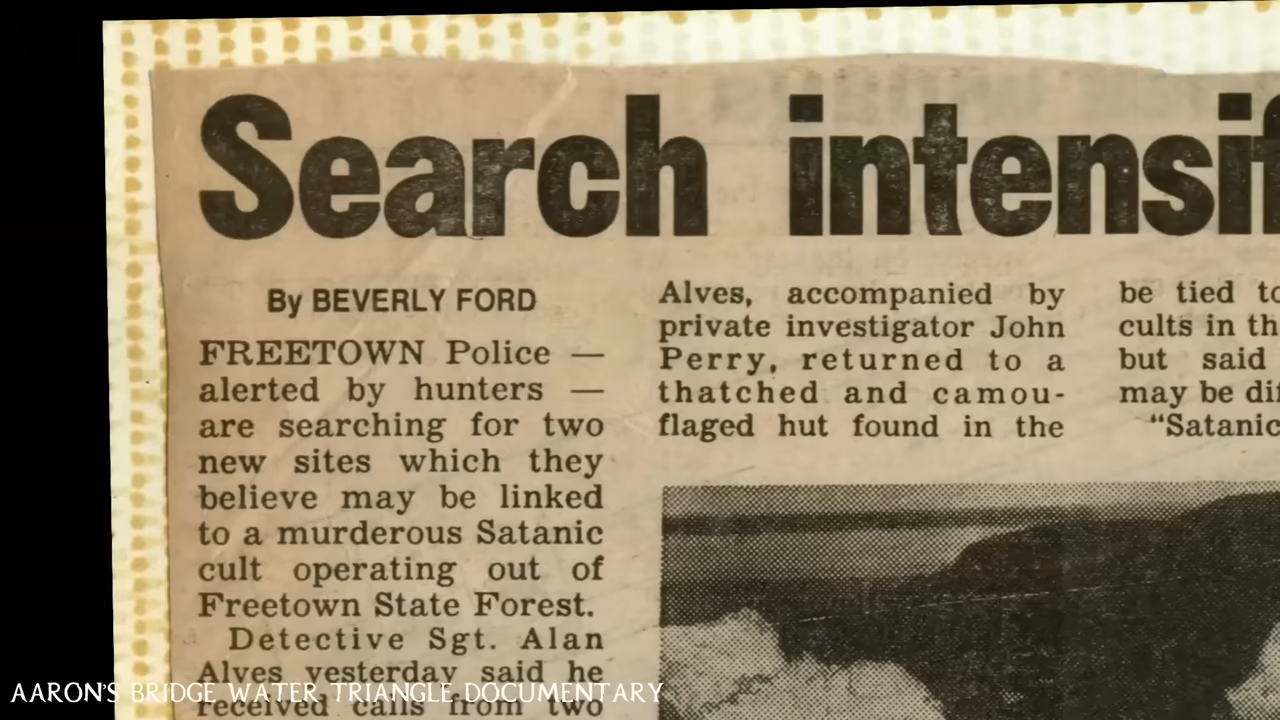 Search intensif
By BEVERLY FORD
FREETOWN Police —
alerted by hunters —
are searching for two
new sites which they
believe may be linked
to a murderous Satanic
cult operating out of
Freetown State Forest.
Detective Sgt. Alan
Alves yesterday said he
received calls from two
Alves, accompanied by
private investigator John
Perry, returned to a
thatched and camou-
flaged hut found in the
be tied to
cults in th
but said
may be di
“Satanic
AARON'S BRIDGE WATER TRIANGLE DOCUMENTARY